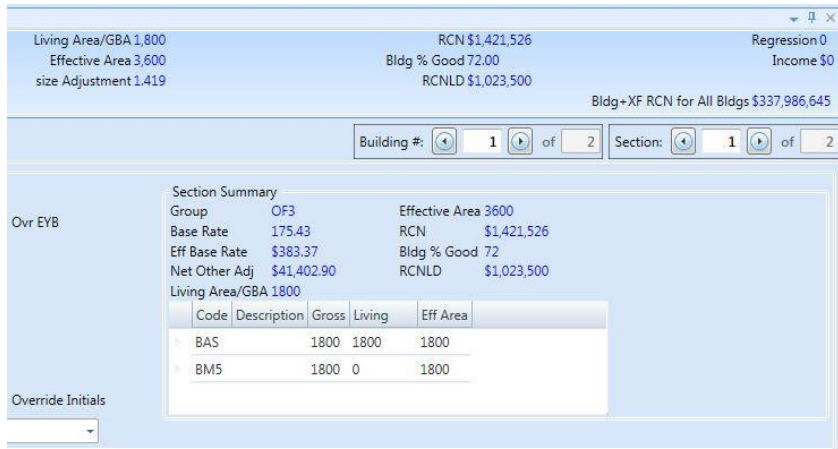 Living Area/GBA 1,800 RCN $1,421,526 Regression 0
Effective Area 3,600 Bldg % Good 72.00 Income $0
size Adjustment 1.419 RCNLD $1,023,500
Bldg+XF RCN for All Bldgs $337,986,645
Building #: 1 of 2 Section: 1 of 2
Section Summary
Group OF3 Effective Area 3600
Ovr EYB
Base Rate 175.43 RCN $1,421,526
Eff Base Rate $383.37 Bldg % Good 72
Net Other Adj $41,402.90 RCNLD $1,023,500
Living Area/GBA 1800
Code Description Gross Living Eff Area
BAS 1800 1800 1800
BM5 1800 0 1800
Override Initials